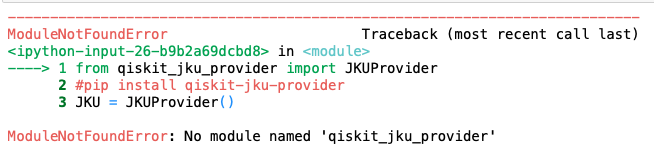 ---------------------------------------------------------------------------
ModuleNotFoundError                       Traceback (most recent call last)
<ipython-input-26-b9b2a69dcbd8> in <module>
----> 1 from qiskit_jku_provider import JKUProvider
      2 #pip install qiskit-jku-provider
      3 JKU = JKUProvider()

ModuleNotFoundError: No module named 'qiskit_jku_provider'